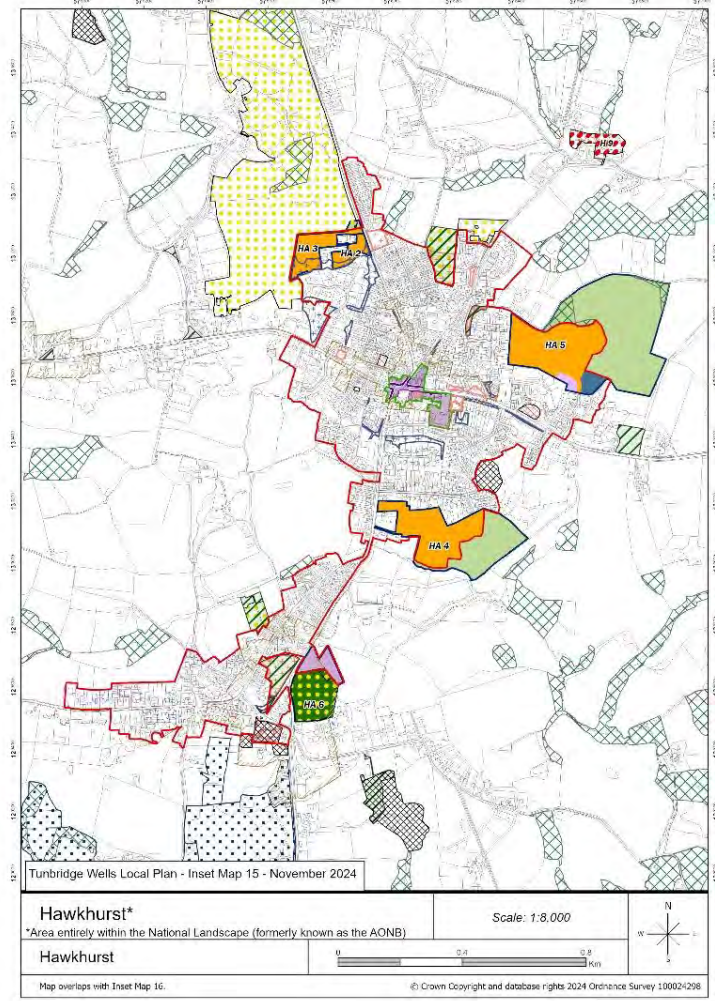 H/9
HA 3
HA 2
HA 5
HA 4
HA 6
Tunbridge Wells Local Plan - Inset Map 15 - November 2024
Hawkhurst*
*Area entirely within the National Landscape (formerly known as the AONB)
Scale: 1:8,000
N
W
Hawkhurst
0
0.4
0.8
Km
Map overlaps with Inset Map 16.
© Crown Copyright and database rights 2024 Ordnance Survey 100024298